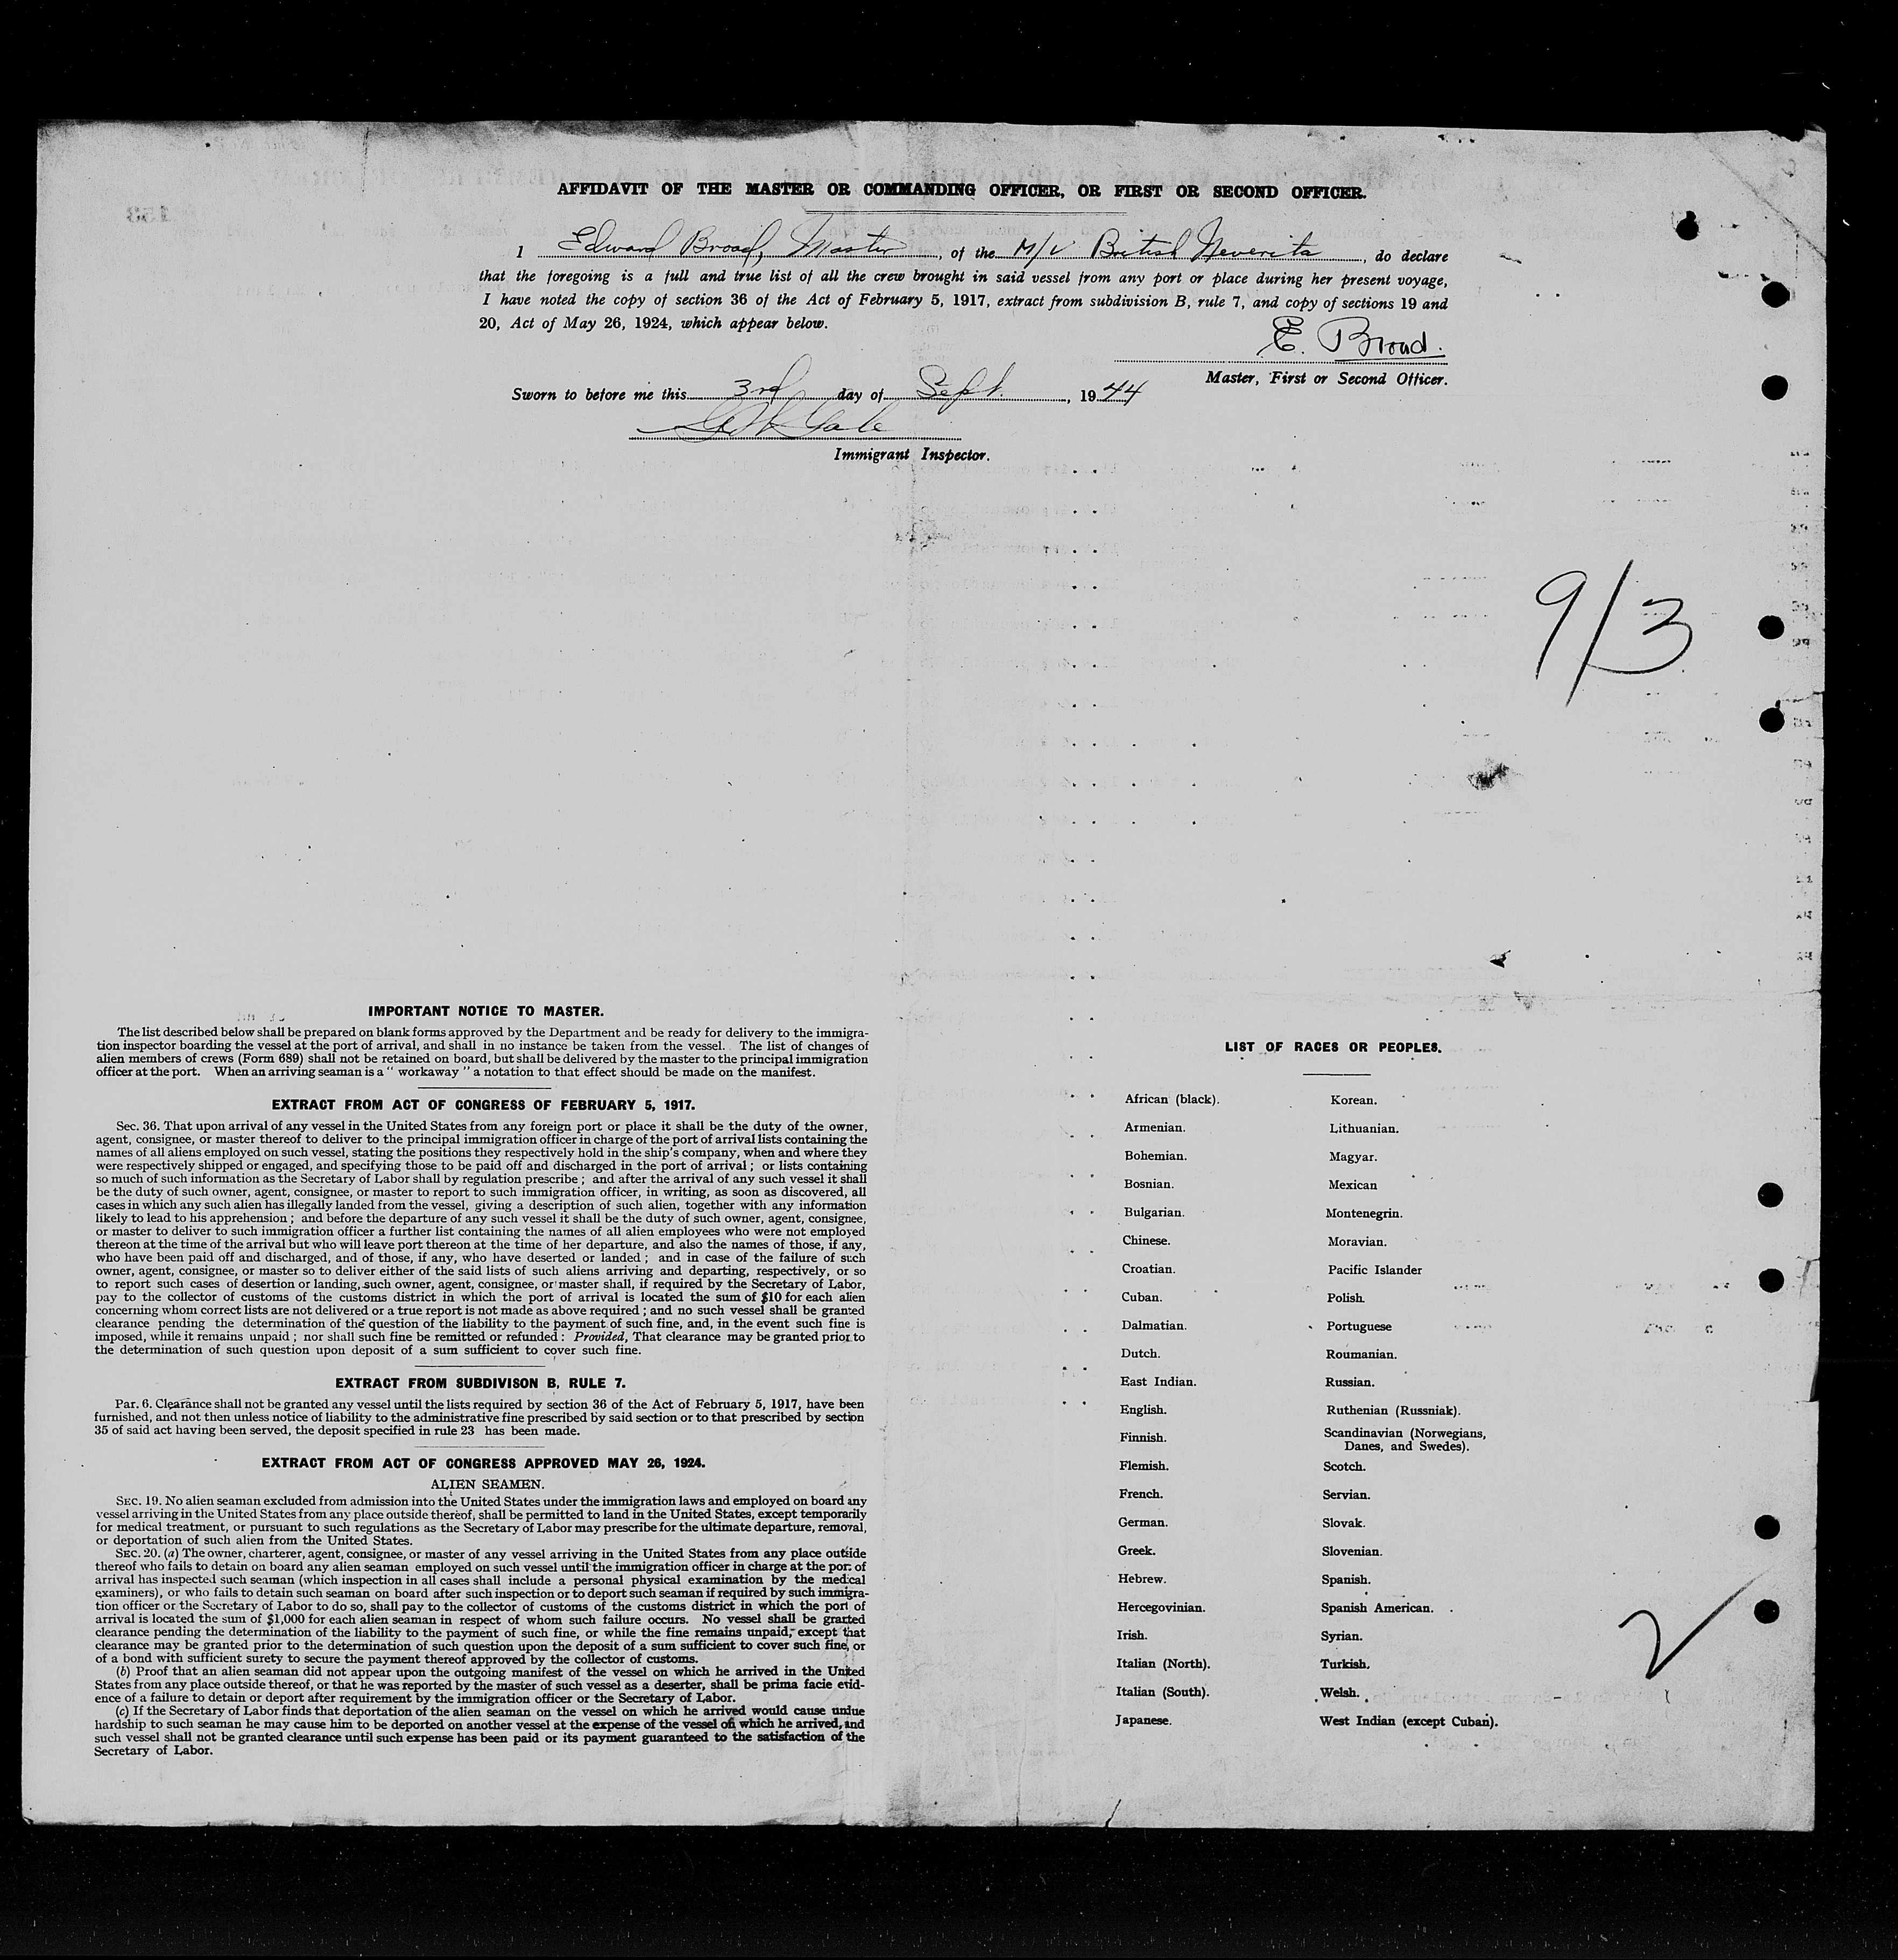 AFFIDAVIT OF THE MASTER OR COMMANDING OFFICER, OR FIRST OR SECOND OFFICER.
I Edward Broad, Master, of the M/V British Neverita, do declare
that the foregoing is a full and true list of all the crew brought in said vessel from any port or place during her present voyage,
I have noted the copy of section 36 of the Act of February 5, 1917, extract from subdivision B, rule 7, and copy of sections 19 and
20, Act of May 26, 1924, which appear below.
E. Broad.
Master, First or Second Officer.
Sworn to before me this 3rd day of Sept., 1944
Immigrant Inspector.
9/3
IMPORTANT NOTICE TO MASTER.
The list described below shall be prepared on blank forms approved by the Department and be ready for delivery to the immigra-
tion inspector boarding the vessel at the port of arrival, and shall in no instance be taken from the vessel. The list of changes of
alien members of crews (Form 689) shall not be retained on board, but shall be delivered by the master to the principal immigration
officer at the port. When an arriving seaman is a " workaway " a notation to that effect should be made on the manifest.
EXTRACT FROM ACT OF CONGRESS OF FEBRUARY 5, 1917.
Sec. 36. That upon arrival of any vessel in the United States from any foreign port or place it shall be the duty of the owner,
agent, consignee, or master thereof to deliver to the principal immigration officer in charge of the port of arrival lists containing the
names of all aliens employed on such vessel, stating the positions they respectively hold in the ship's company, when and where they
were respectively shipped or engaged, and specifying those to be paid off and discharged in the port of arrival ; or lists containing
so much of such information as the Secretary of Labor shall by regulation prescribe ; and after the arrival of any such vessel it shall
be the duty of such owner, agent, consignee, or master to report to such immigration officer, in writing, as soon as discovered, all
cases in which any such alien has illegally landed from the vessel, giving a description of such alien, together with any information
likely to lead to his apprehension ; and before the departure of any such vessel it shall be the duty of such owner, agent, consignee,
or master to deliver to such immigration officer a further list containing the names of all alien employees who were not employed
thereon at the time of the arrival but who will leave port thereon at the time of her departure, and also the names of those, if any,
who have been paid off and discharged, and of those, if any, who have deserted or landed ; and in case of the failure of such
owner, agent, consignee, or master so to deliver either of the said lists of such aliens arriving and departing, respectively, or so
to report such cases of desertion or landing, such owner, agent, consignee, or master shall, if required by the Secretary of Labor,
pay to the collector of customs of the customs district in which the port of arrival is located the sum of $10 for each alien
concerning whom correct lists are not delivered or a true report is not made as above required ; and no such vessel shall be granted
clearance pending the determination of the question of the liability to the payment of such fine, and, in the event such fine is
imposed, while it remains unpaid ; nor shall such fine be remitted or refunded : Provided, That clearance may be granted prior to
the determination of such question upon deposit of a sum sufficient to cover such fine.
EXTRACT FROM SUBDIVISON B, RULE 7.
Par. 6. Clearance shall not be granted any vessel until the lists required by section 36 of the Act of February 5, 1917, have been
furnished, and not then unless notice of liability to the administrative fine prescribed by said section or to that prescribed by section
35 of said act having been served, the deposit specified in rule 23 has been made.
EXTRACT FROM ACT OF CONGRESS APPROVED MAY 26, 1924.
ALIEN SEAMEN.
SEC. 19. No alien seaman excluded from admission into the United States under the immigration laws and employed on board any
vessel arriving in the United States from any place outside thereof, shall be permitted to land in the United States, except temporarily
for medical treatment, or pursuant to such regulations as the Secretary of Labor may prescribe for the ultimate departure, removal,
or deportation of such alien from the United States.
SEC. 20. (a) The owner, charterer, agent, consignee, or master of any vessel arriving in the United States from any place outside
thereof who fails to detain on board any alien seaman employed on such vessel until the immigration officer in charge at the port of
arrival has inspected such seaman (which inspection in all cases shall include a personal physical examination by the medical
examiners), or who fails to detain such seaman on board after such inspection or to deport such seaman if required by such immigra-
tion officer or the Secretary of Labor to do so, shall pay to the collector of customs of the customs district in which the port of
arrival is located the sum of $1,000 for each alien seaman in respect of whom such failure occurs. No vessel shall be granted
clearance pending the determination of the liability to the payment of such fine, or while the fine remains unpaid, except that
clearance may be granted prior to the determination of such question upon the deposit of a sum sufficient to cover such fine, or
of a bond with sufficient surety to secure the payment thereof approved by the collector of customs.
(b) Proof that an alien seaman did not appear upon the outgoing manifest of the vessel on which he arrived in the United
States from any place outside thereof, or that he was reported by the master of such vessel as a deserter, shall be prima facie evid-
ence of a failure to detain or deport after requirement by the immigration officer or the Secretary of Labor.
(c) If the Secretary of Labor finds that deportation of the alien seaman on the vessel on which he arrived would cause undue
hardship to such seaman he may cause him to be deported on another vessel at the expense of the vessel on which he arrived, and
such vessel shall not be granted clearance until such expense has been paid or its payment guaranteed to the satisfaction of the
Secretary of Labor.
LIST OF RACES OR PEOPLES.
African (black).
Armenian.
Bohemian.
Bosnian.
Bulgarian.
Chinese.
Croatian.
Cuban.
Dalmatian.
Dutch.
East Indian.
English.
Finnish.
Flemish.
French.
German.
Greek.
Hebrew.
Hercegovinian.
Irish.
Italian (North).
Italian (South).
Japanese.
Korean.
Lithuanian.
Magyar.
Mexican
Montenegrin.
Moravian.
Pacific Islander
Polish.
Portuguese
Roumanian.
Russian.
Ruthenian (Russniak).
Scandinavian (Norwegians,
Danes, and Swedes).
Scotch.
Servian.
Slovak.
Slovenian.
Spanish.
Spanish American.
Syrian.
Turkish.
Welsh.
West Indian (except Cuban).
2